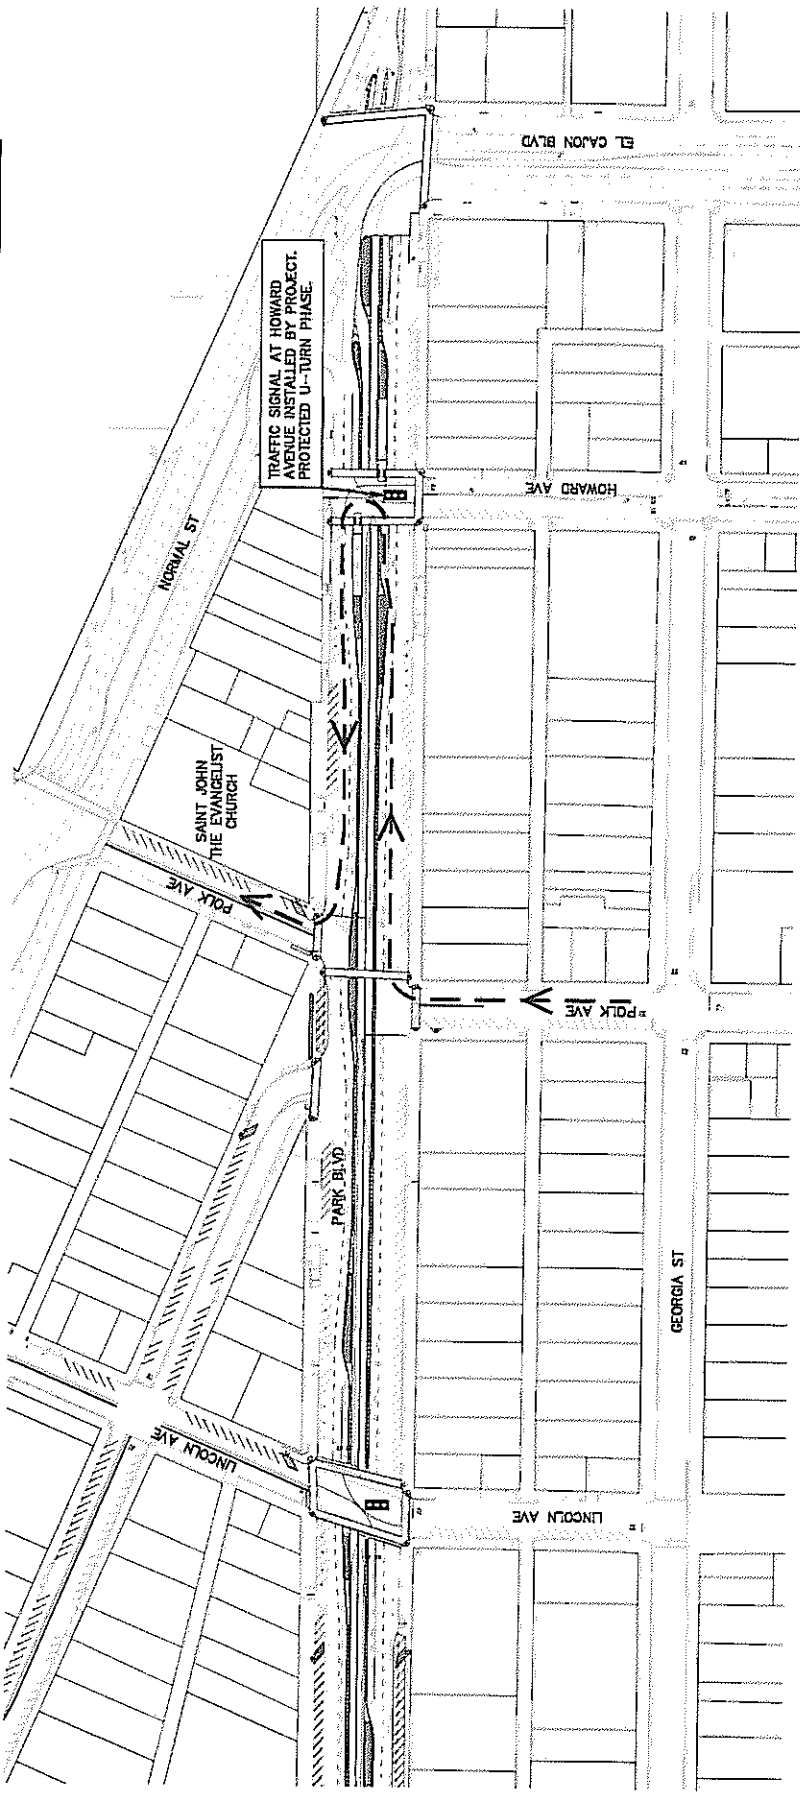 EL CAJON BLVD
TRAFFIC SIGNAL AT HOWARD
AVENUE INSTALLED BY PROJECT.
PROTECTED U-TURN PHASE.
HOWARD AVE
NORMAL ST
SAINT JOHN
THE EVANGELIST
CHURCH
POLK AVE
POLK AVE
PARK BLVD
GEORGIA ST
LINCOLN AVE
LINCOLN AVE